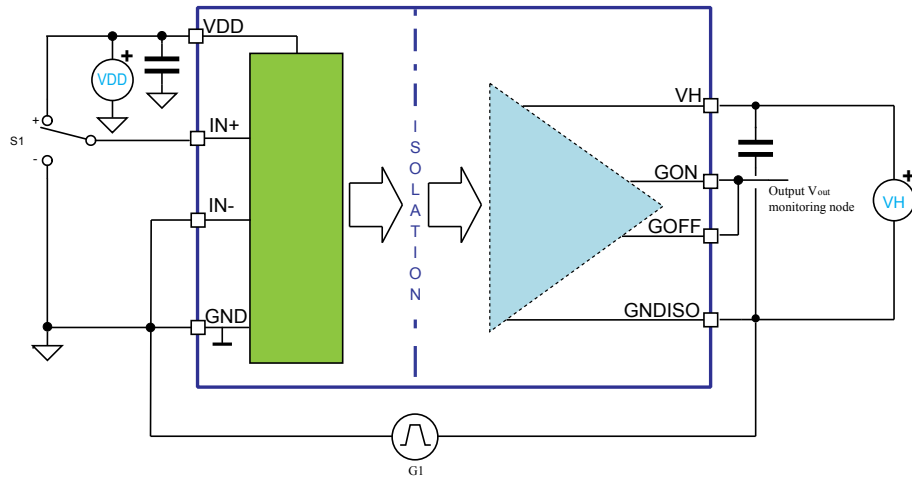 VDD
+
VDD
+
S1
-
IN+
IN-
GND
I
S
O
L
A
T
I
O
N
VH
GON
GOFF
GNDISO
Output Vout
monitoring node
+
VH
G1